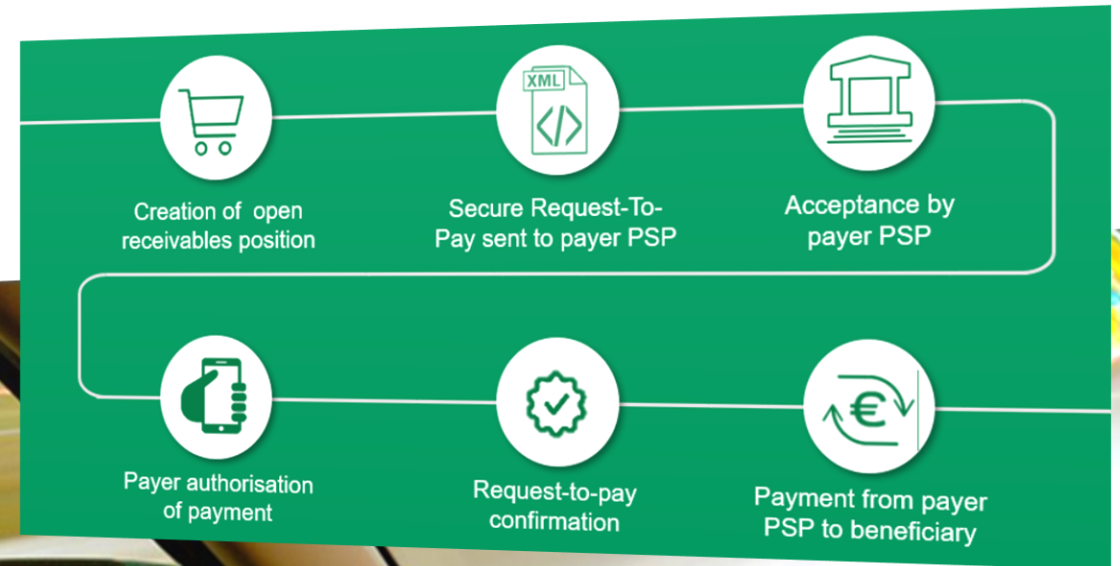 XML
</>
Creation of open
receivables position
Secure Request-To-
Pay sent to payer PSP
Acceptance by
payer PSP
€
Payer authorisation
of payment
Request-to-pay
confirmation
Payment from payer
PSP to beneficiary